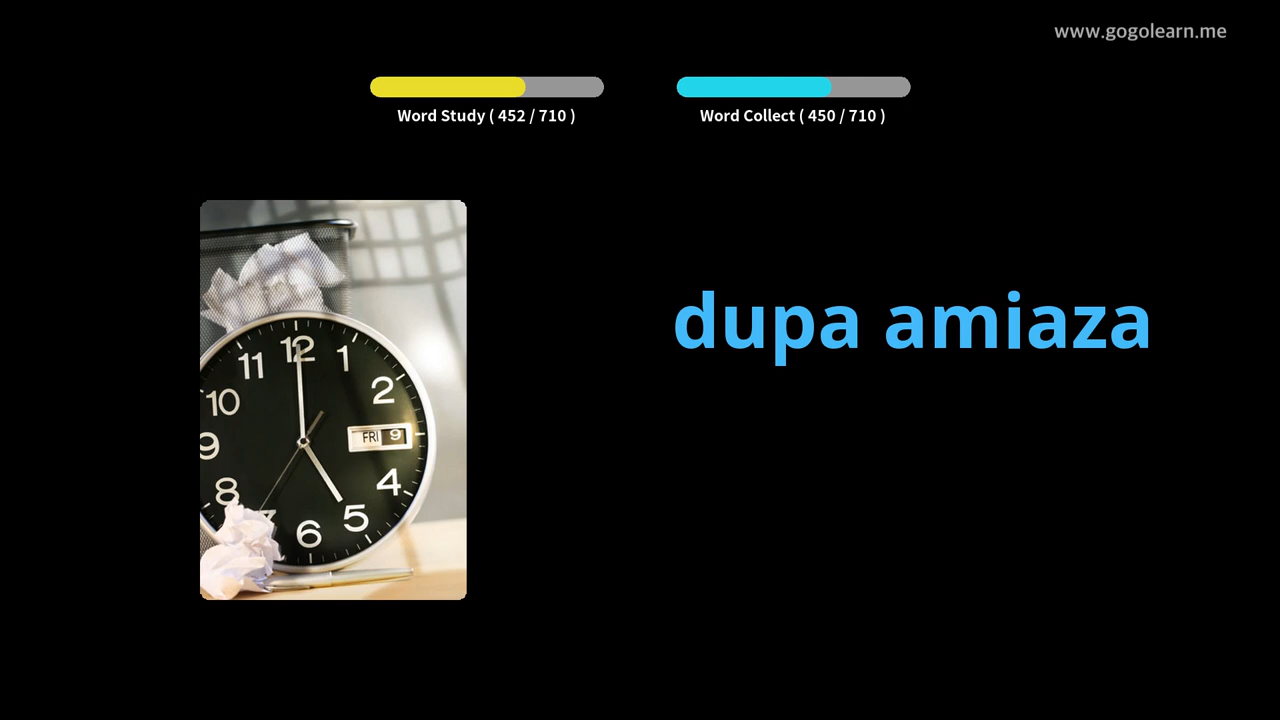 www.gogolearn.me
Word Study ( 452 / 710 )
Word Collect ( 450 / 710 )
dupa amiaza
12
11
1
10
2
9
FRI 9
8
4
7
5
6